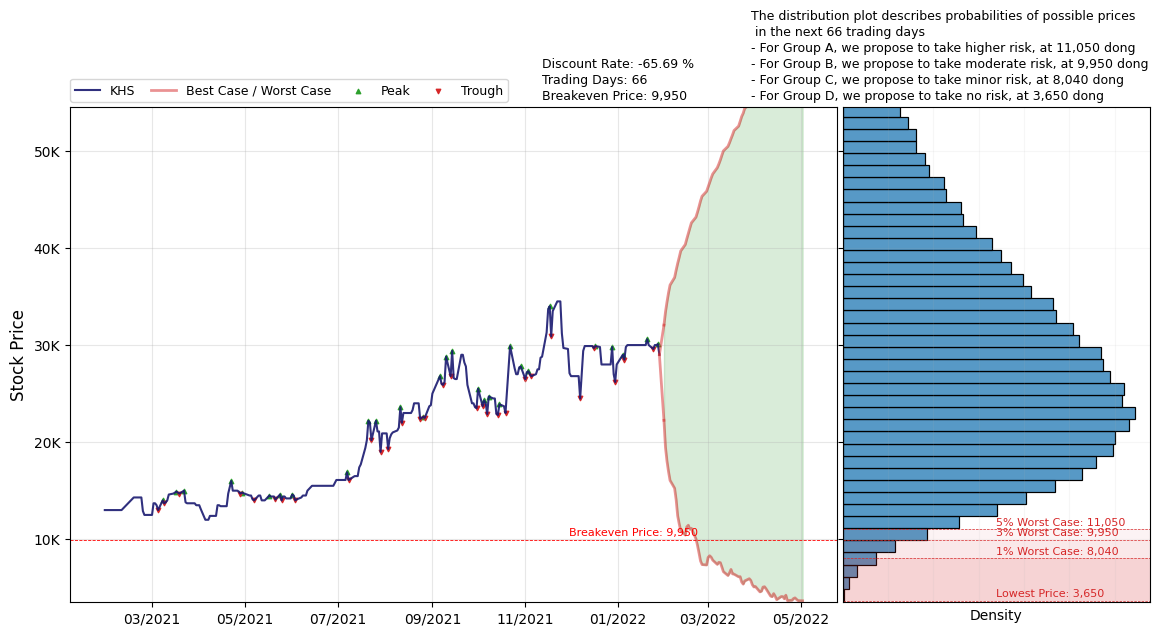 The distribution plot describes probabilities of possible prices
in the next 66 trading days
- For Group A, we propose to take higher risk, at 11,050 dong
- For Group B, we propose to take moderate risk, at 9,950 dong
- For Group C, we propose to take minor risk, at 8,040 dong
- For Group D, we propose to take no risk, at 3,650 dong
Discount Rate: -65.69 %
Trading Days: 66
Breakeven Price: 9,950
KHS
Best Case / Worst Case
Peak
Trough
Stock Price
50K
40K
30K
20K
10K
Breakeven Price: 9,950
5% Worst Case: 11,050
3% Worst Case: 9,950
1% Worst Case: 8,040
Lowest Price: 3,650
03/2021
05/2021
07/2021
09/2021
11/2021
01/2022
03/2022
05/2022
Density